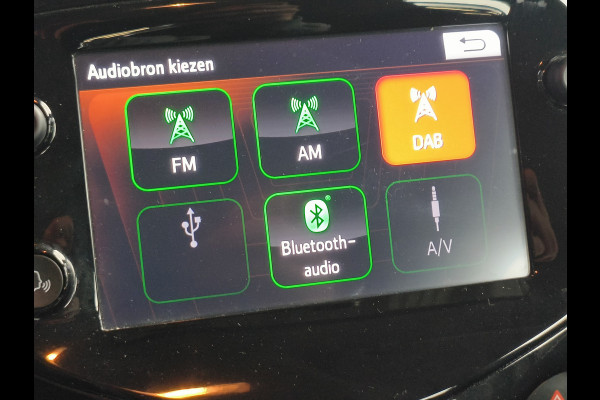 Audiobron kiezen
FM
AM
DAB
Bluetooth-
audio
A/V